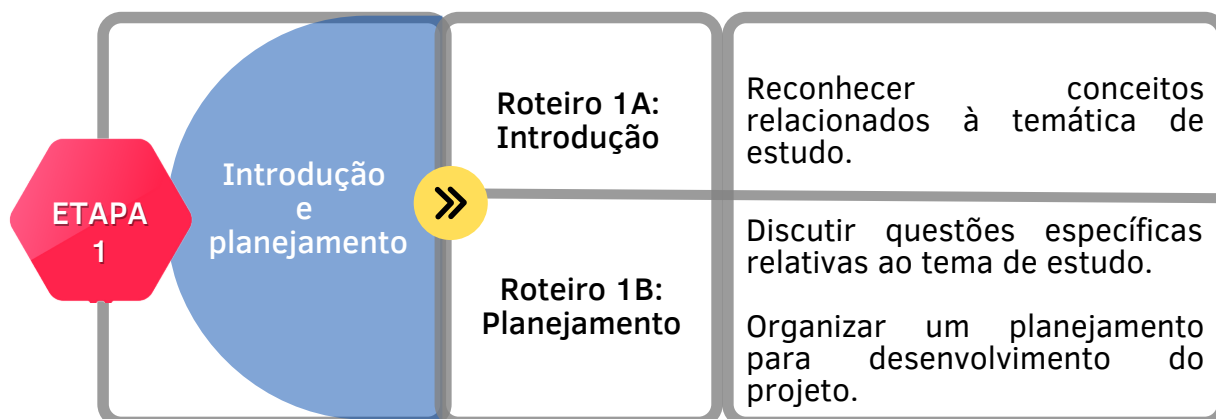 ETAPA
1
Introdução
e
planejamento
Roteiro 1A:
Introdução
Reconhecer conceitos
relacionados à temática de
estudo.
Roteiro 1B:
Planejamento
Discutir questões específicas
relativas ao tema de estudo.
Organizar um planejamento
para desenvolvimento do
projeto.